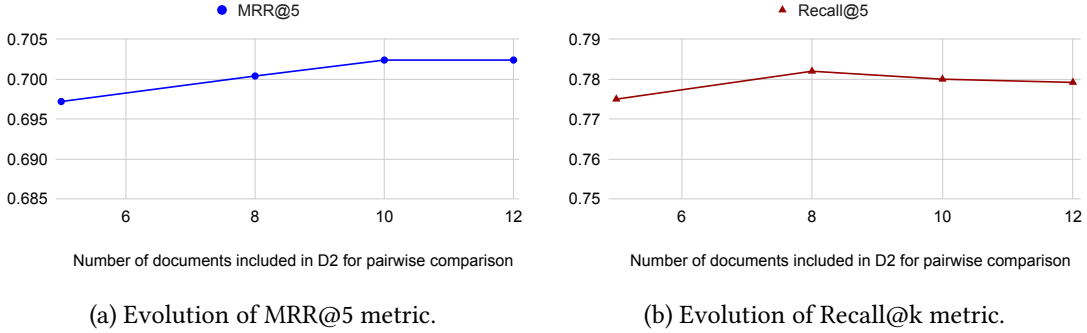 MRR@5
0.705
0.700
0.695
0.690
0.685
6 8 10 12
Number of documents included in D2 for pairwise comparison
(a) Evolution of MRR@5 metric.
Recall@5
0.79
0.78
0.77
0.76
0.75
6 8 10 12
Number of documents included in D2 for pairwise comparison
(b) Evolution of Recall@k metric.